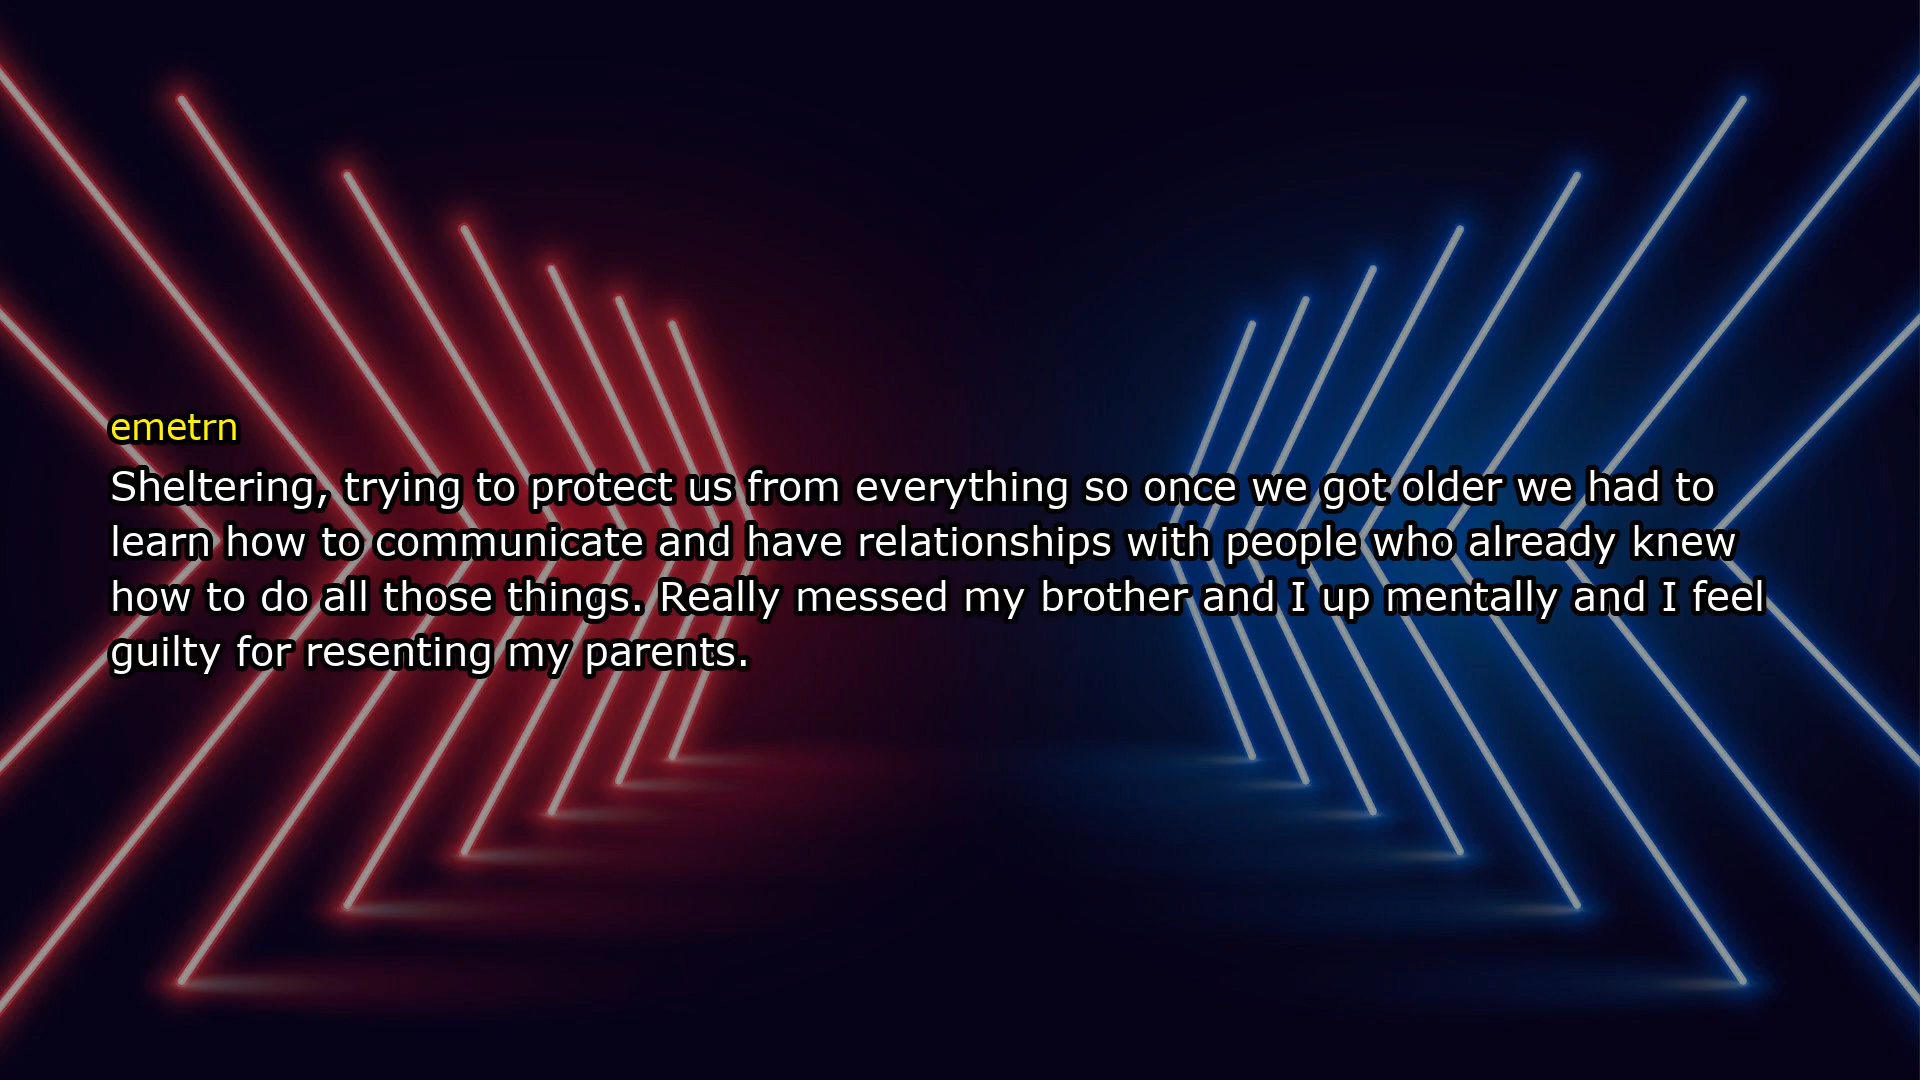 emetrn
Sheltering, trying to protect us from everything so once we got older we had to
learn how to communicate and have relationships with people who already knew
how to do all those things. Really messed my brother and I up mentally and I feel
guilty for resenting my parents.